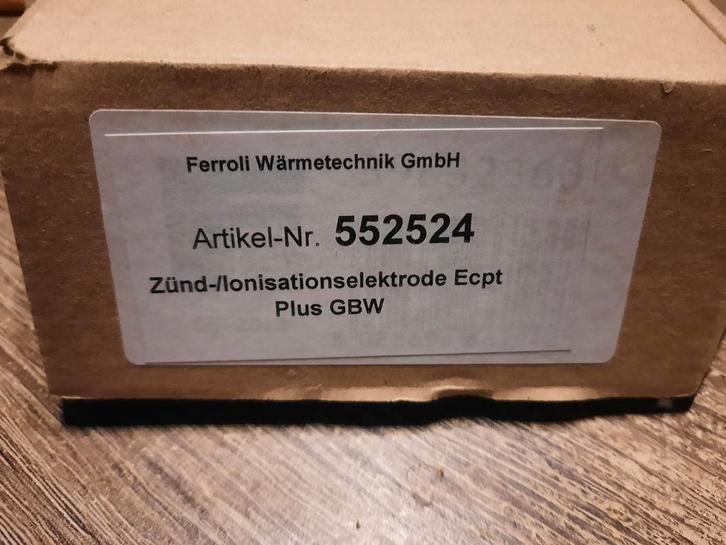 Ferroli Wärmetechnik GmbH
Artikel-Nr. 552524
Zünd-/Ionisationselektrode Ecpt
Plus GBW